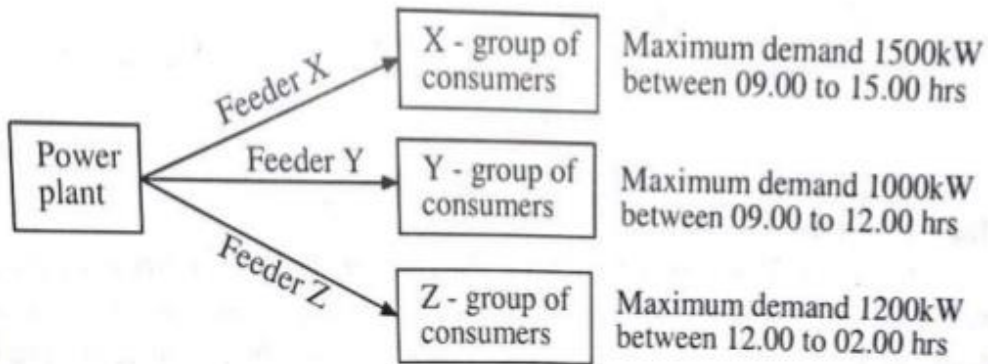 Power
plant
Feeder X
X - group of
consumers
Maximum demand 1500kW
between 09.00 to 15.00 hrs
Feeder Y
Y - group of
consumers
Maximum demand 1000kW
between 09.00 to 12.00 hrs
Feeder Z
Z - group of
consumers
Maximum demand 1200kW
between 12.00 to 02.00 hrs